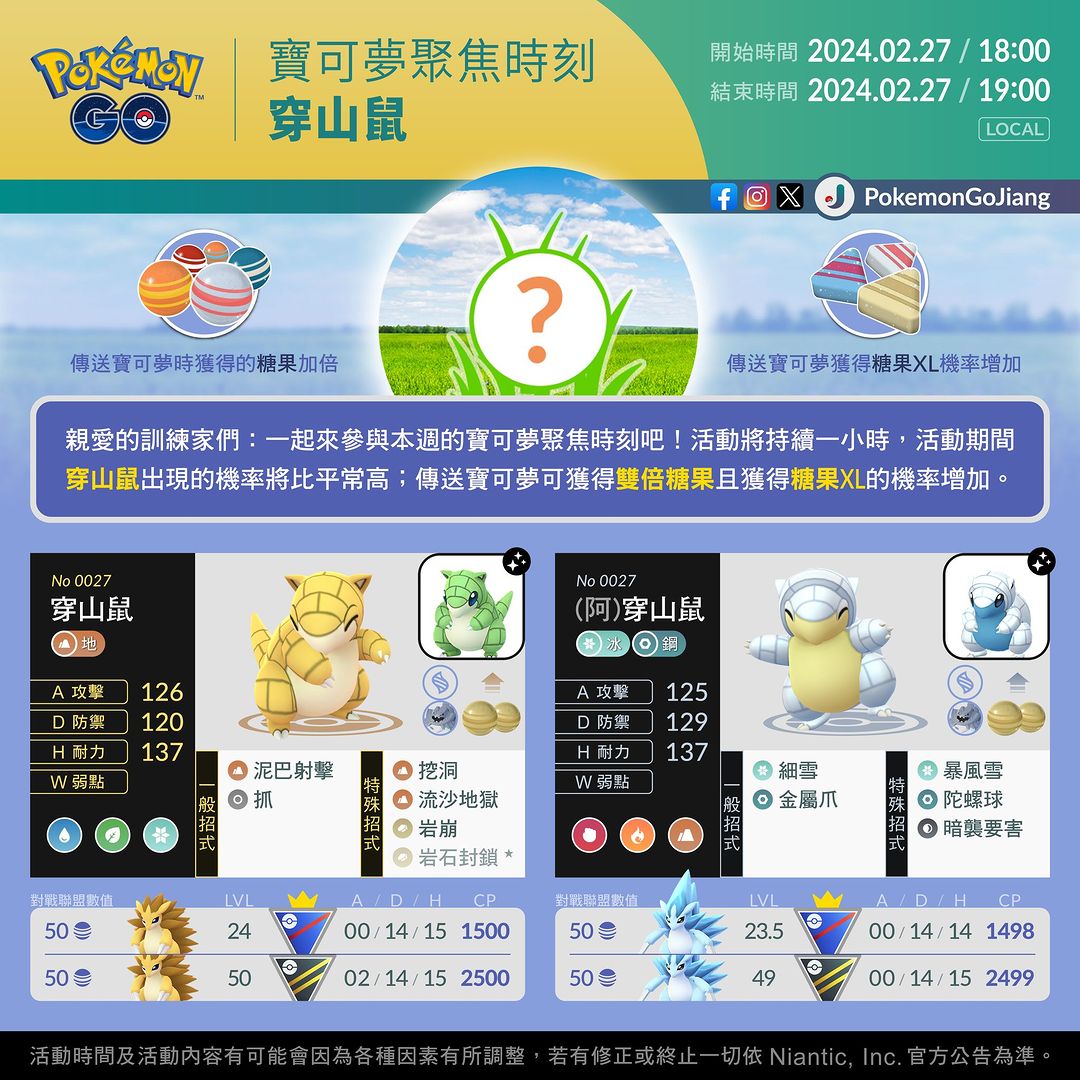 POKÉMON GO
TM
寶可夢聚焦時刻
穿山鼠
開始時間 2024.02.27 / 18:00
結束時間 2024.02.27 / 19:00
LOCAL
PokemonGoJiang
傳送寶可夢時獲得的糖果加倍
?
傳送寶可夢獲得糖果XL機率增加
親愛的訓練家們：一起來參與本週的寶可夢聚焦時刻吧！活動將持續一小時，活動期間
穿山鼠出現的機率將比平常高；傳送寶可夢可獲得雙倍糖果且獲得糖果XL的機率增加。
No 0027
穿山鼠
地
A 攻擊 126
D 防禦 120
H 耐力 137
W 弱點
一般招式
泥巴射擊
抓
特殊招式
挖洞
流沙地獄
岩崩
岩石封鎖 *
對戰聯盟數值 LVL A / D / H CP
50 24 00 / 14 / 15 1500
50 50 02 / 14 / 15 2500
No 0027
(阿)穿山鼠
冰 鋼
A 攻擊 125
D 防禦 129
H 耐力 137
W 弱點
一般招式
細雪
金屬爪
特殊招式
暴風雪
陀螺球
暗襲要害
對戰聯盟數值 LVL A / D / H CP
50 23.5 00 / 14 / 14 1498
50 49 00 / 14 / 15 2499
活動時間及活動內容有可能會因為各種因素有所調整，若有修正或終止一切依 Niantic, Inc. 官方公告為準。